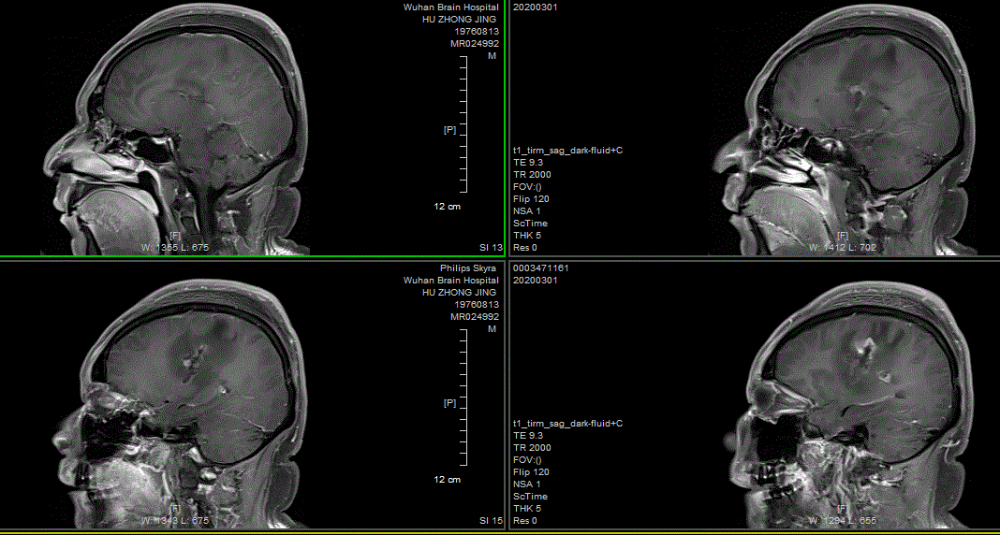 Wuhan Brain Hospital
HU ZHONG JING
19760813
MR024992
M
[P]
12 cm
[F]
W: 1355 L: 675
SI 13
20200301
t1_tirm_sag_dark-fluid+C
TE 9.3
TR 2000
FOV:()
Flip 120
NSA 1
ScTime
THK 5
Res 0
[F]
W: 1412 L: 702
Philips Skyra
Wuhan Brain Hospital
HU ZHONG JING
19760813
MR024992
M
[P]
12 cm
[F]
W: 1343 L: 675
SI 15
0003471161
20200301
t1_tirm_sag_dark-fluid+C
TE 9.3
TR 2000
FOV:()
Flip 120
NSA 1
ScTime
THK 5
Res 0
[F]
W: 1294 L: 655